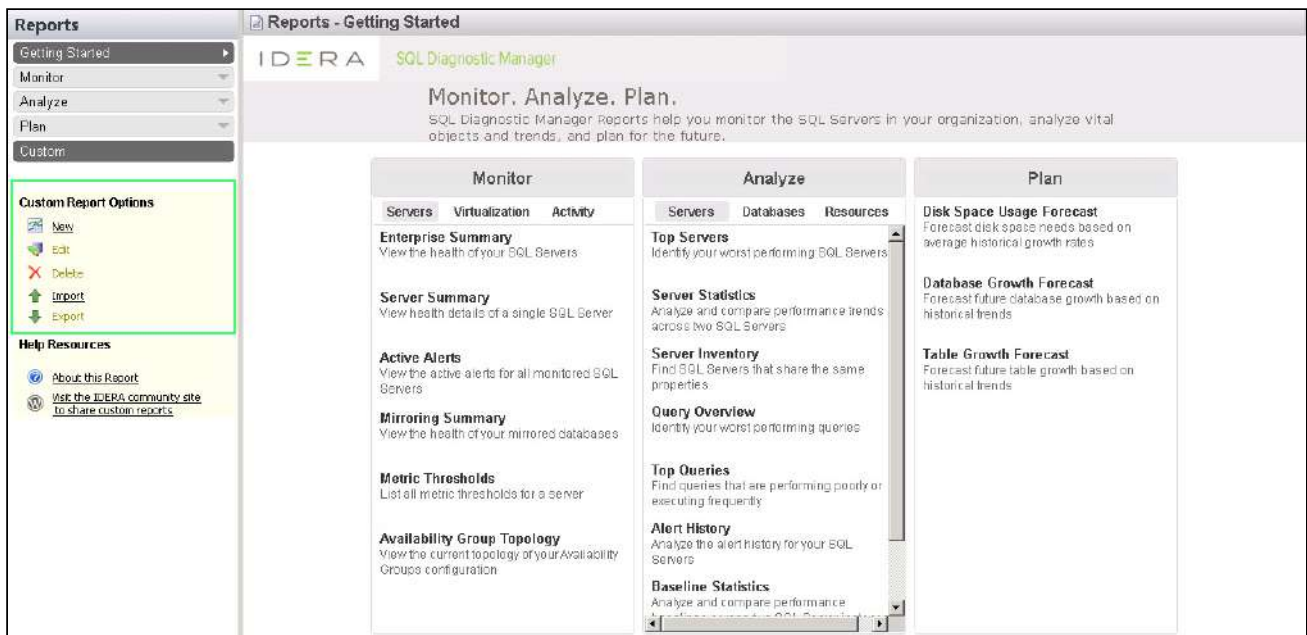 Reports
Getting Started
Monitor
Analyze
Plan
Custom
Custom Report Options
New
Edit
Delete
Import
Export
Help Resources
About this Report
Visit the IDERA community site
to share custom reports
Reports - Getting Started
IDERA SQL Diagnostic Manager
Monitor. Analyze. Plan.
SQL Diagnostic Manager Reports help you monitor the SQL Servers in your organization, analyze vital
objects and trends, and plan for the future.
Monitor
Servers Virtualization Activity
Enterprise Summary
View the health of your SQL Servers
Server Summary
View health details of a single SQL Server
Active Alerts
View the active alerts for all monitored SQL
Servers
Mirroring Summary
View the health of your mirrored databases
Metric Thresholds
List all metric thresholds for a server
Availability Group Topology
View the current topology of your Availability
Groups configuration
Analyze
Servers Databases Resources
Top Servers
Identify your worst performing SQL Servers
Server Statistics
Analyze and compare performance trends
across two SQL Servers
Server Inventory
Find SQL Servers that share the same
properties
Query Overview
Identify your worst performing queries
Top Queries
Find queries that are performing poorly or
executing frequently
Alert History
Analyze the alert history for your SQL
Servers
Baseline Statistics
Analyze and compare performance
Plan
Disk Space Usage Forecast
Forecast disk space needs based on
average historical growth rates
Database Growth Forecast
Forecast future database growth based on
historical trends
Table Growth Forecast
Forecast future table growth based on
historical trends